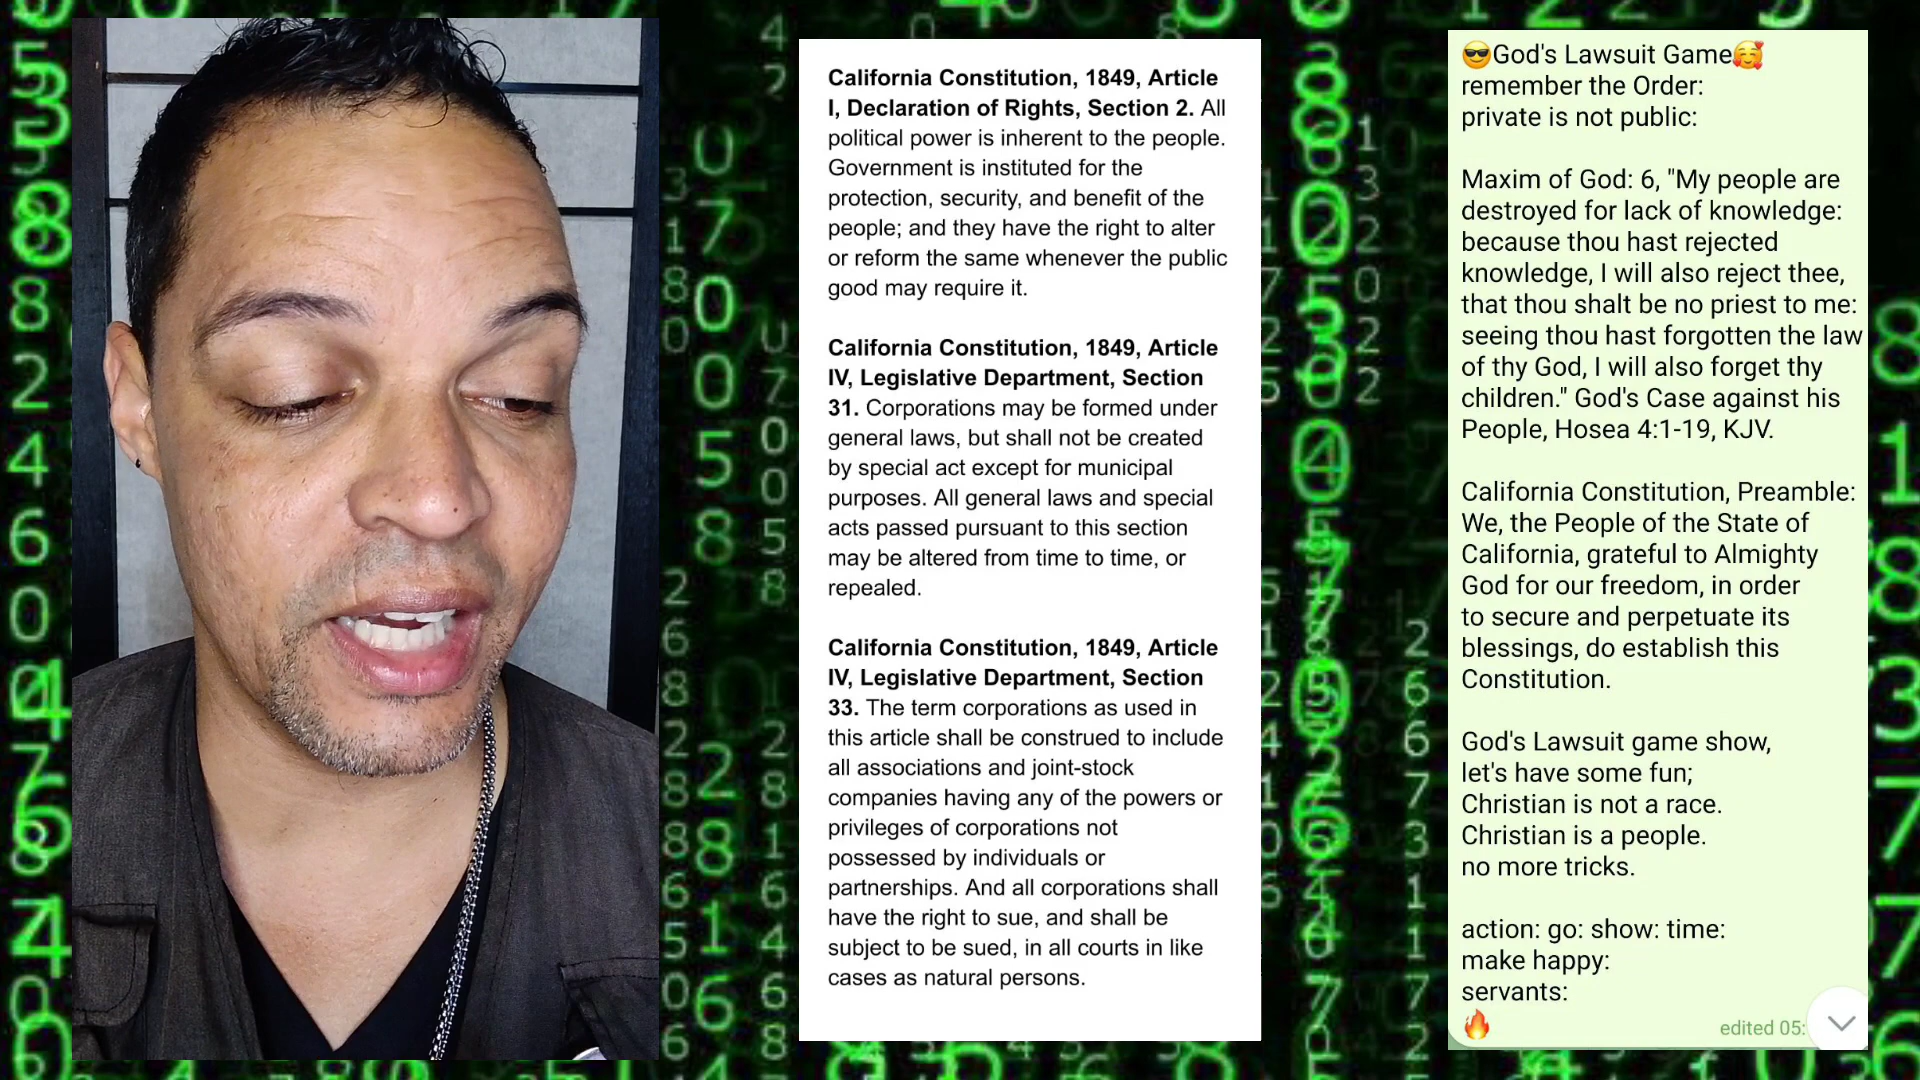 California Constitution, 1849, Article
I, Declaration of Rights, Section 2. All
political power is inherent to the people.
Government is instituted for the
protection, security, and benefit of the
people; and they have the right to alter
or reform the same whenever the public
good may require it.
California Constitution, 1849, Article
IV, Legislative Department, Section
31. Corporations may be formed under
general laws, but shall not be created
by special act except for municipal
purposes. All general laws and special
acts passed pursuant to this section
may be altered from time to time, or
repealed.
California Constitution, 1849, Article
IV, Legislative Department, Section
33. The term corporations as used in
this article shall be construed to include
all associations and joint-stock
companies having any of the powers or
privileges of corporations not
possessed by individuals or
partnerships. And all corporations shall
have the right to sue, and shall be
subject to be sued, in all courts in like
cases as natural persons.
😎God's Lawsuit Game🥰
remember the Order:
private is not public:
Maxim of God: 6, "My people are
destroyed for lack of knowledge:
because thou hast rejected
knowledge, I will also reject thee,
that thou shalt be no priest to me:
seeing thou hast forgotten the law
of thy God, I will also forget thy
children." God's Case against his
People, Hosea 4:1-19, KJV.
California Constitution, Preamble:
We, the People of the State of
California, grateful to Almighty
God for our freedom, in order
to secure and perpetuate its
blessings, do establish this
Constitution.
God's Lawsuit game show,
let's have some fun;
Christian is not a race.
Christian is a people.
no more tricks.
action: go: show: time:
make happy:
servants:
🔥
edited 05: